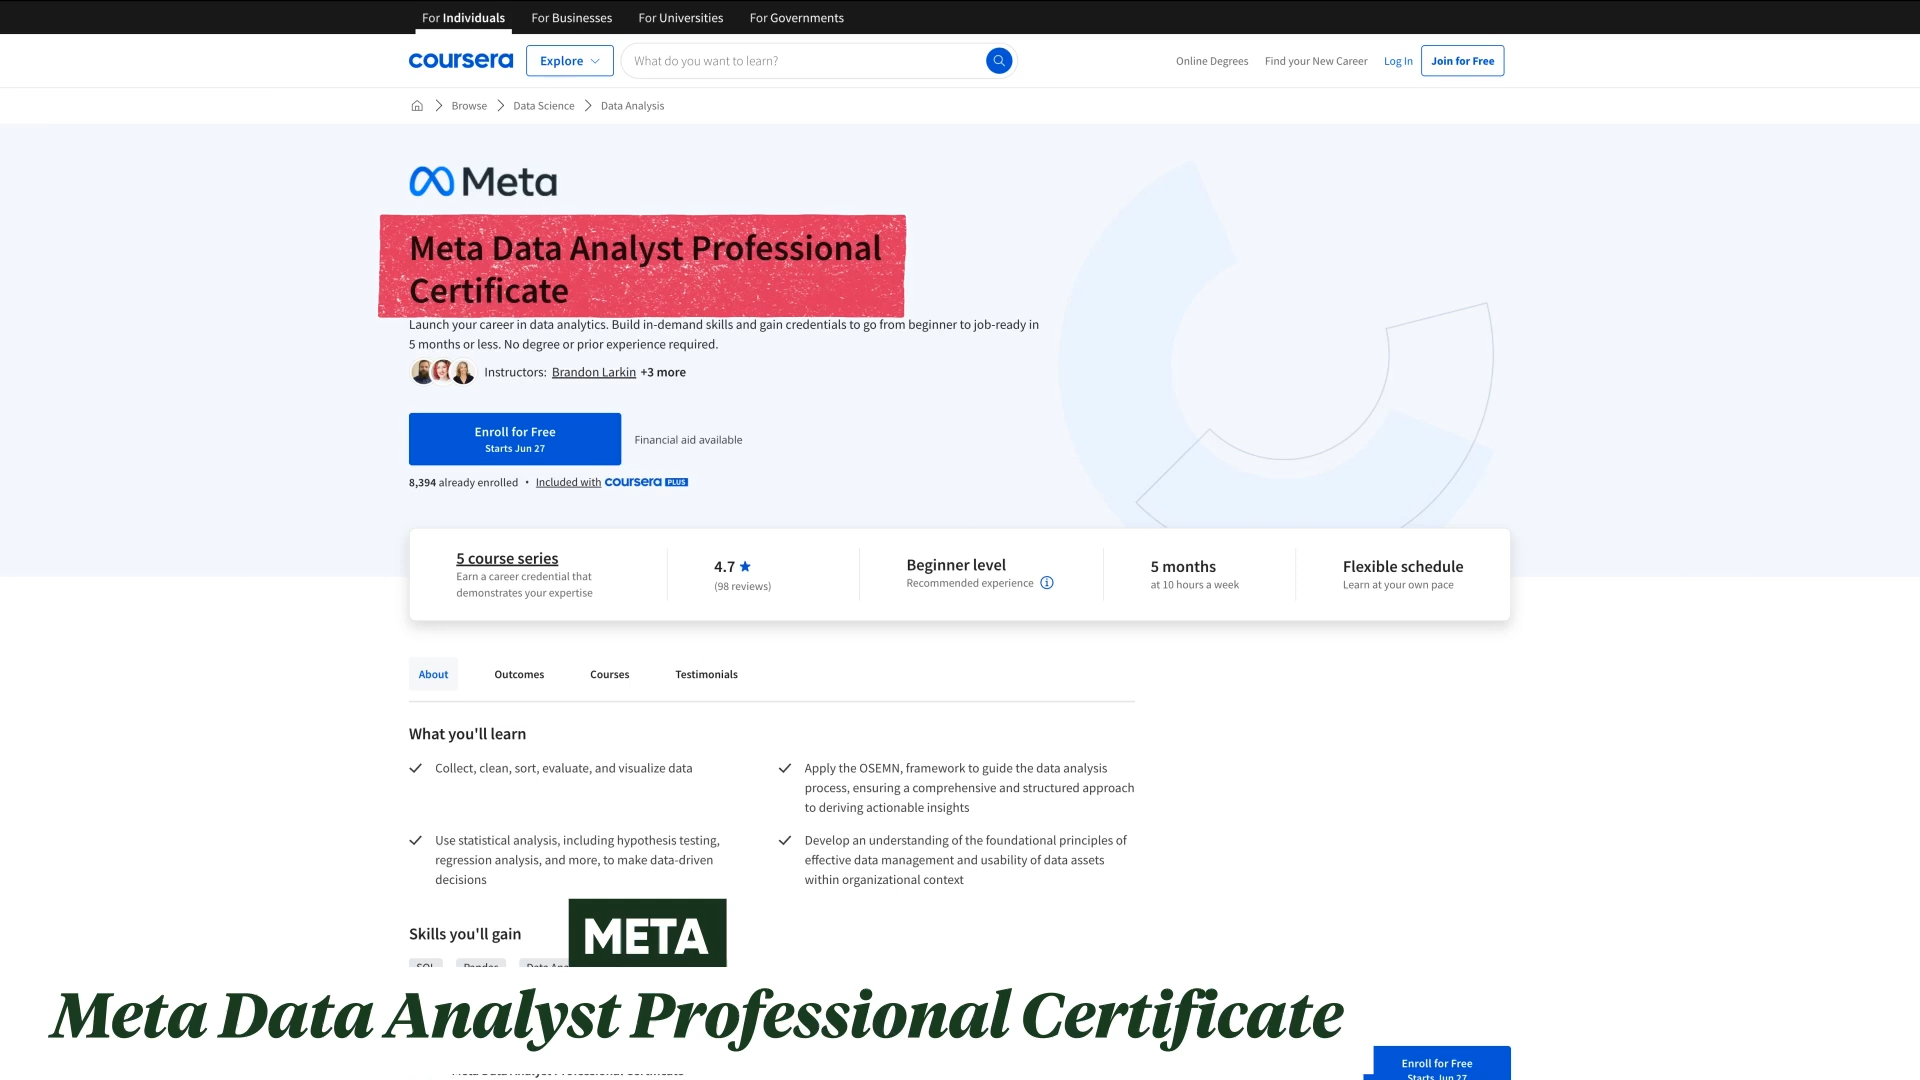 For Individuals
For Businesses
For Universities
For Governments
coursera
Explore
What do you want to learn?
Online Degrees
Find your New Career
Log In
Join for Free
Browse
Data Science
Data Analysis
Meta
Meta Data Analyst Professional
Certificate
Launch your career in data analytics. Build in-demand skills and gain credentials to go from beginner to job-ready in
5 months or less. No degree or prior experience required.
Instructors: Brandon Larkin +3 more
Enroll for Free
Starts Jun 27
Financial aid available
8,394 already enrolled • Included with coursera PLUS
5 course series
Earn a career credential that
demonstrates your expertise
4.7
(98 reviews)
Beginner level
Recommended experience
5 months
at 10 hours a week
Flexible schedule
Learn at your own pace
About
Outcomes
Courses
Testimonials
What you'll learn
Collect, clean, sort, evaluate, and visualize data
Apply the OSEMN, framework to guide the data analysis
process, ensuring a comprehensive and structured approach
to deriving actionable insights
Use statistical analysis, including hypothesis testing,
regression analysis, and more, to make data-driven
decisions
Develop an understanding of the foundational principles of
effective data management and usability of data assets
within organizational context
Skills you'll gain
META
Meta Data Analyst Professional Certificate
Enroll for Free
Starts Jun 27